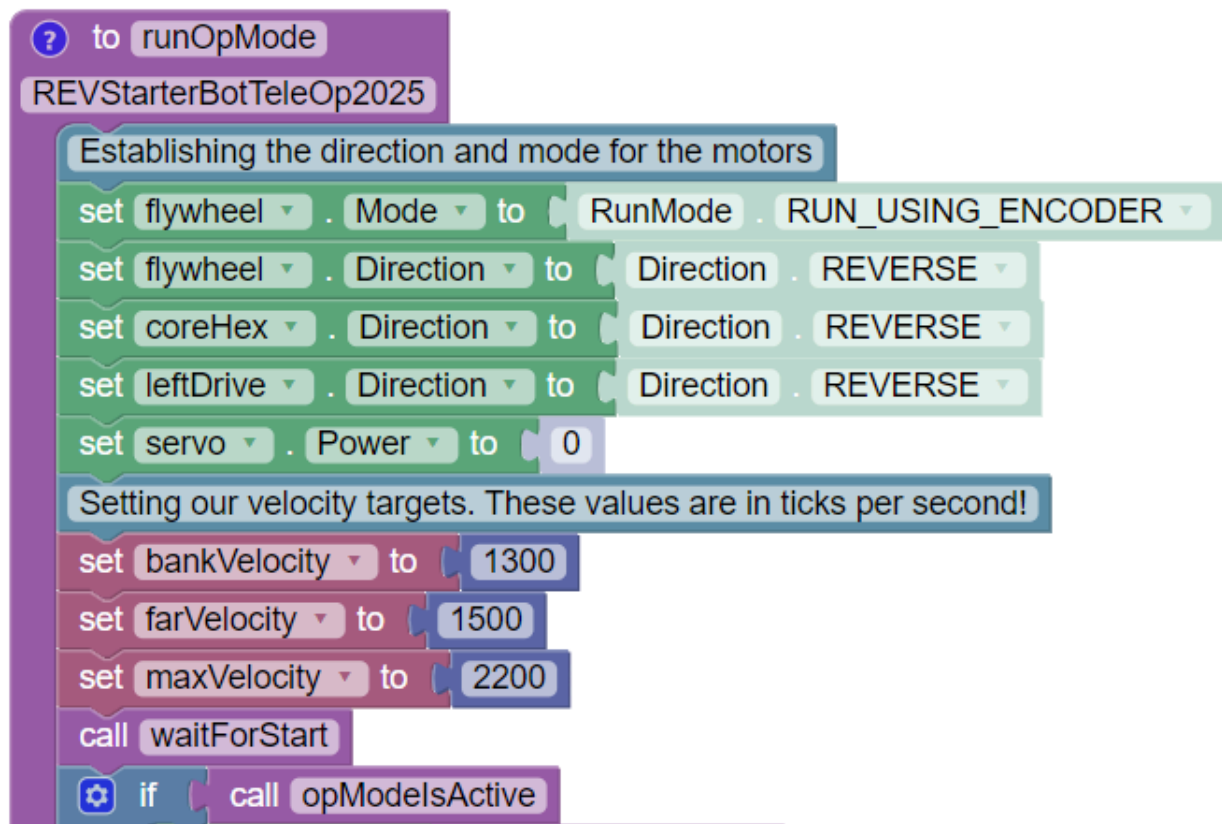 ? to runOpMode
REVStarterBotTeleOp2025
Establishing the direction and mode for the motors
set flywheel . Mode to RunMode . RUN_USING_ENCODER
set flywheel . Direction to Direction . REVERSE
set coreHex . Direction to Direction . REVERSE
set leftDrive . Direction to Direction . REVERSE
set servo . Power to 0
Setting our velocity targets. These values are in ticks per second!
set bankVelocity to 1300
set farVelocity to 1500
set maxVelocity to 2200
call waitForStart
if call opModeIsActive